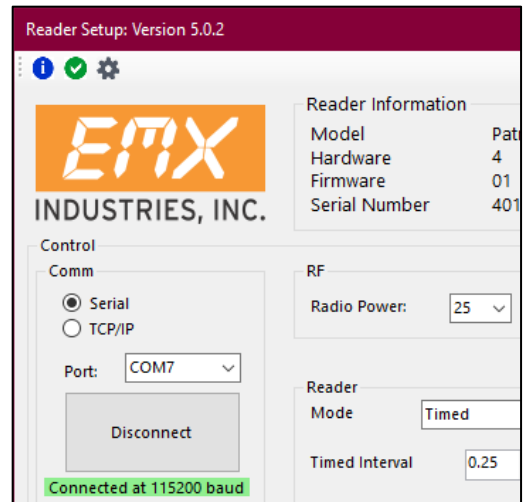 Reader Setup: Version 5.0.2
EMX
INDUSTRIES, INC.
Reader Information
Model Pat
Hardware 4
Firmware 01
Serial Number 401
Control
Comm
Serial
TCP/IP
Port: COM7
Disconnect
Connected at 115200 baud
RF
Radio Power: 25
Reader
Mode Timed
Timed Interval 0.25